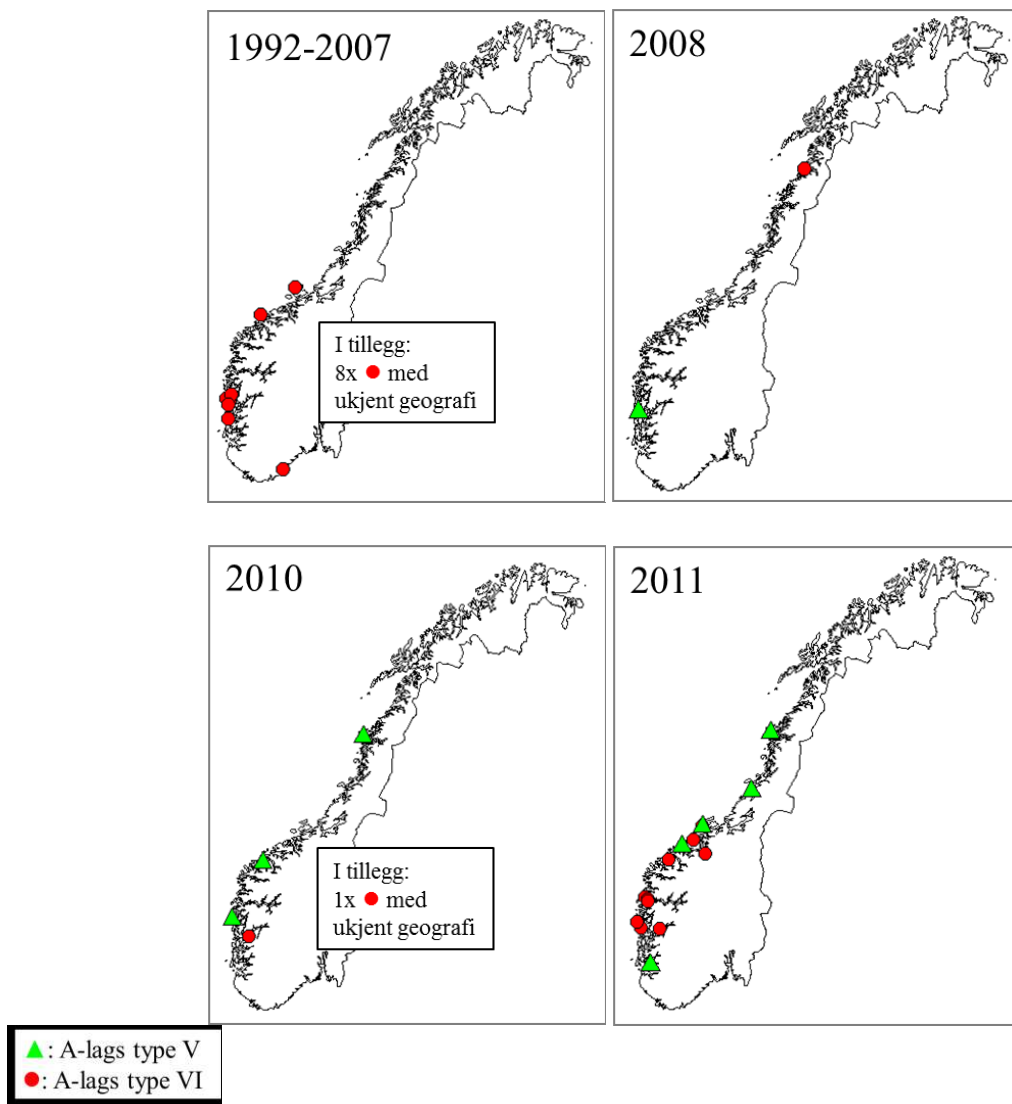 1992-2007
2008
I tillegg:
8x med
ukjent geografi
2010
2011
I tillegg:
1x med
ukjent geografi
: A-lags type V
: A-lags type VI